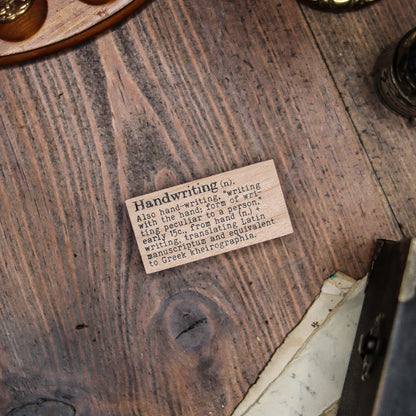 Handwriting (n).
Also hand-writing, "writing
with the hand; form of wri-
ting peculiar to a person,"
early 15c., from hand (n.) +
writing, translating Latin
manuscriptum and equivalent
to Greek kheirographia.